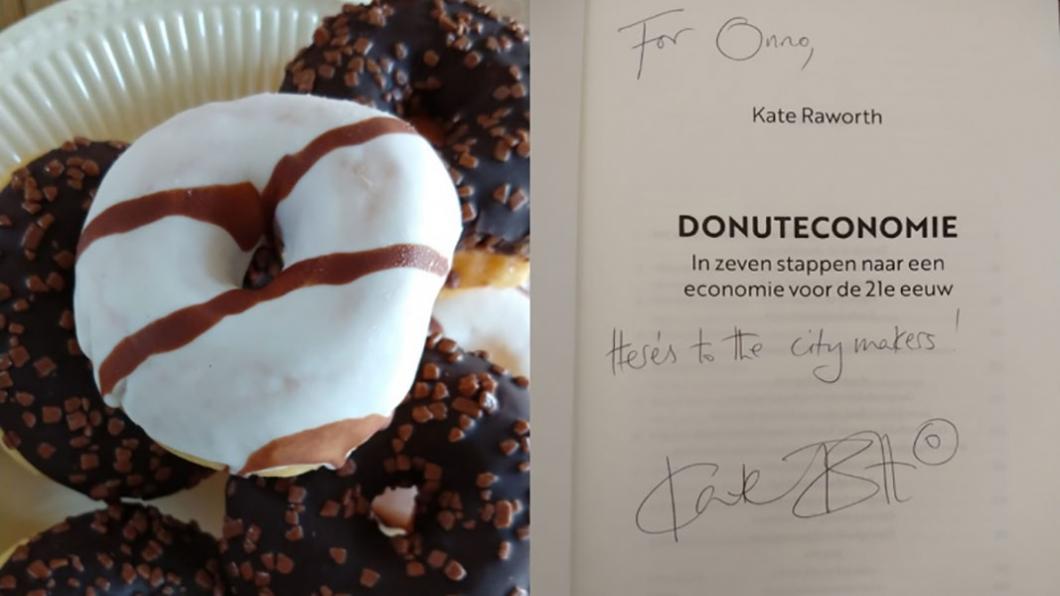 For Onno,
Kate Raworth
DONUTECONOMIE
In zeven stappen naar een
economie voor de 21e eeuw
Here's to the city makers!
Kate